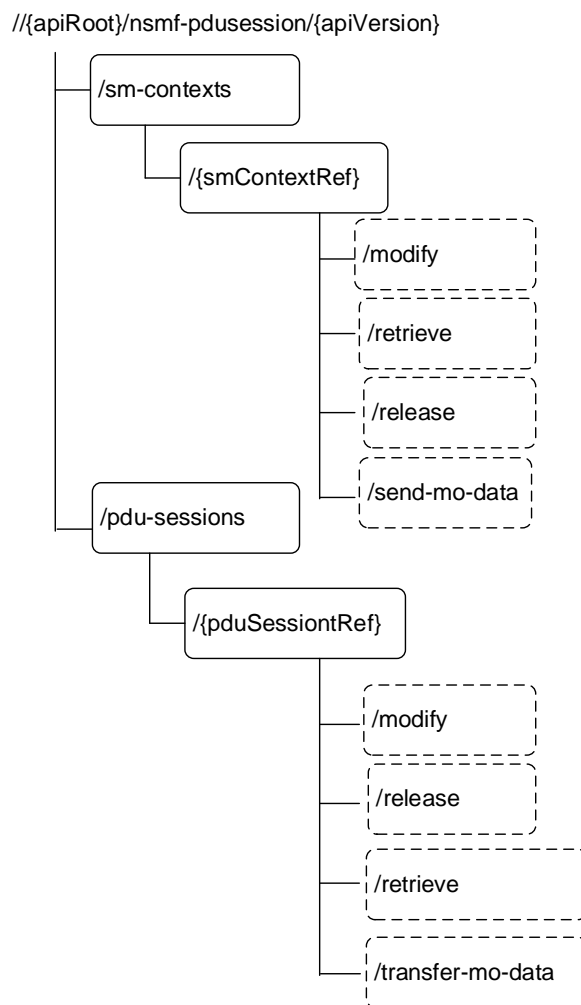 //{apiRoot}/nsmf-pdusession/{apiVersion}
/sm-contexts
/{smContextRef}
/modify
/retrieve
/release
/send-mo-data
/pdu-sessions
/{pduSessiontRef}
/modify
/release
/retrieve
/transfer-mo-data